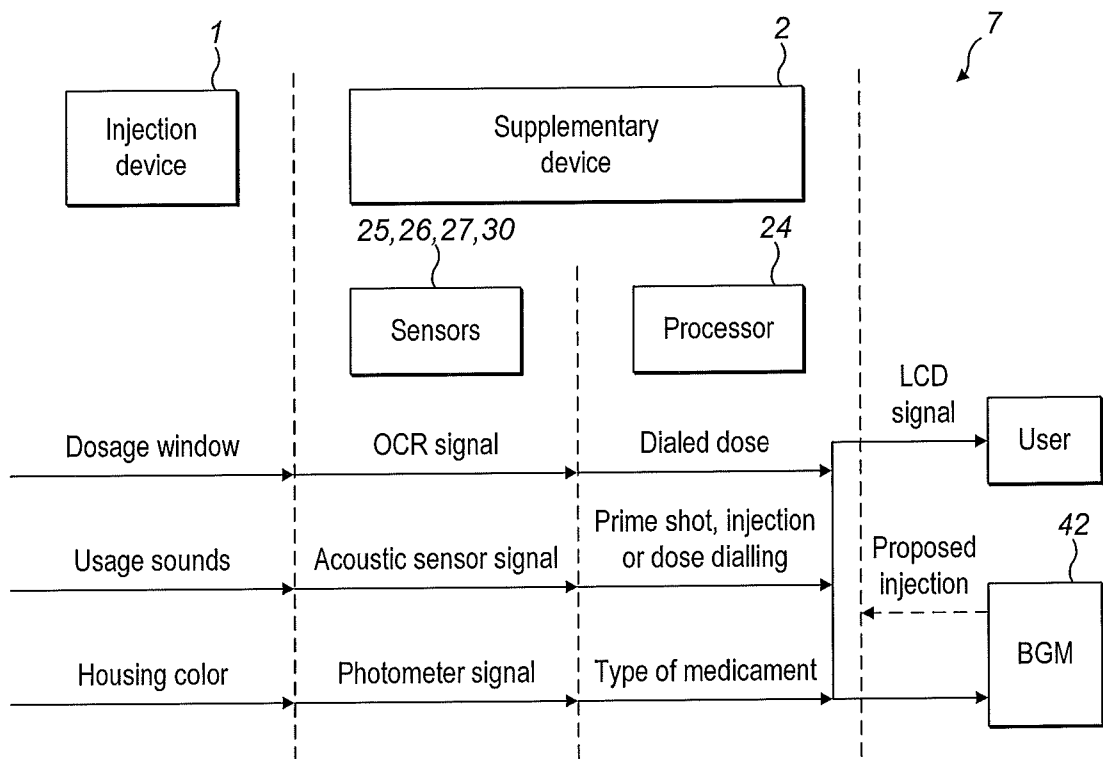 1
2
7
Injection
device
Supplementary
device
25,26,27,30
24
Sensors
Processor
LCD
signal
User
Dosage window
OCR signal
Dialed dose
Prime shot, injection
or dose dialling
Usage sounds
Acoustic sensor signal
Proposed
injection
42
BGM
Housing color
Photometer signal
Type of medicament